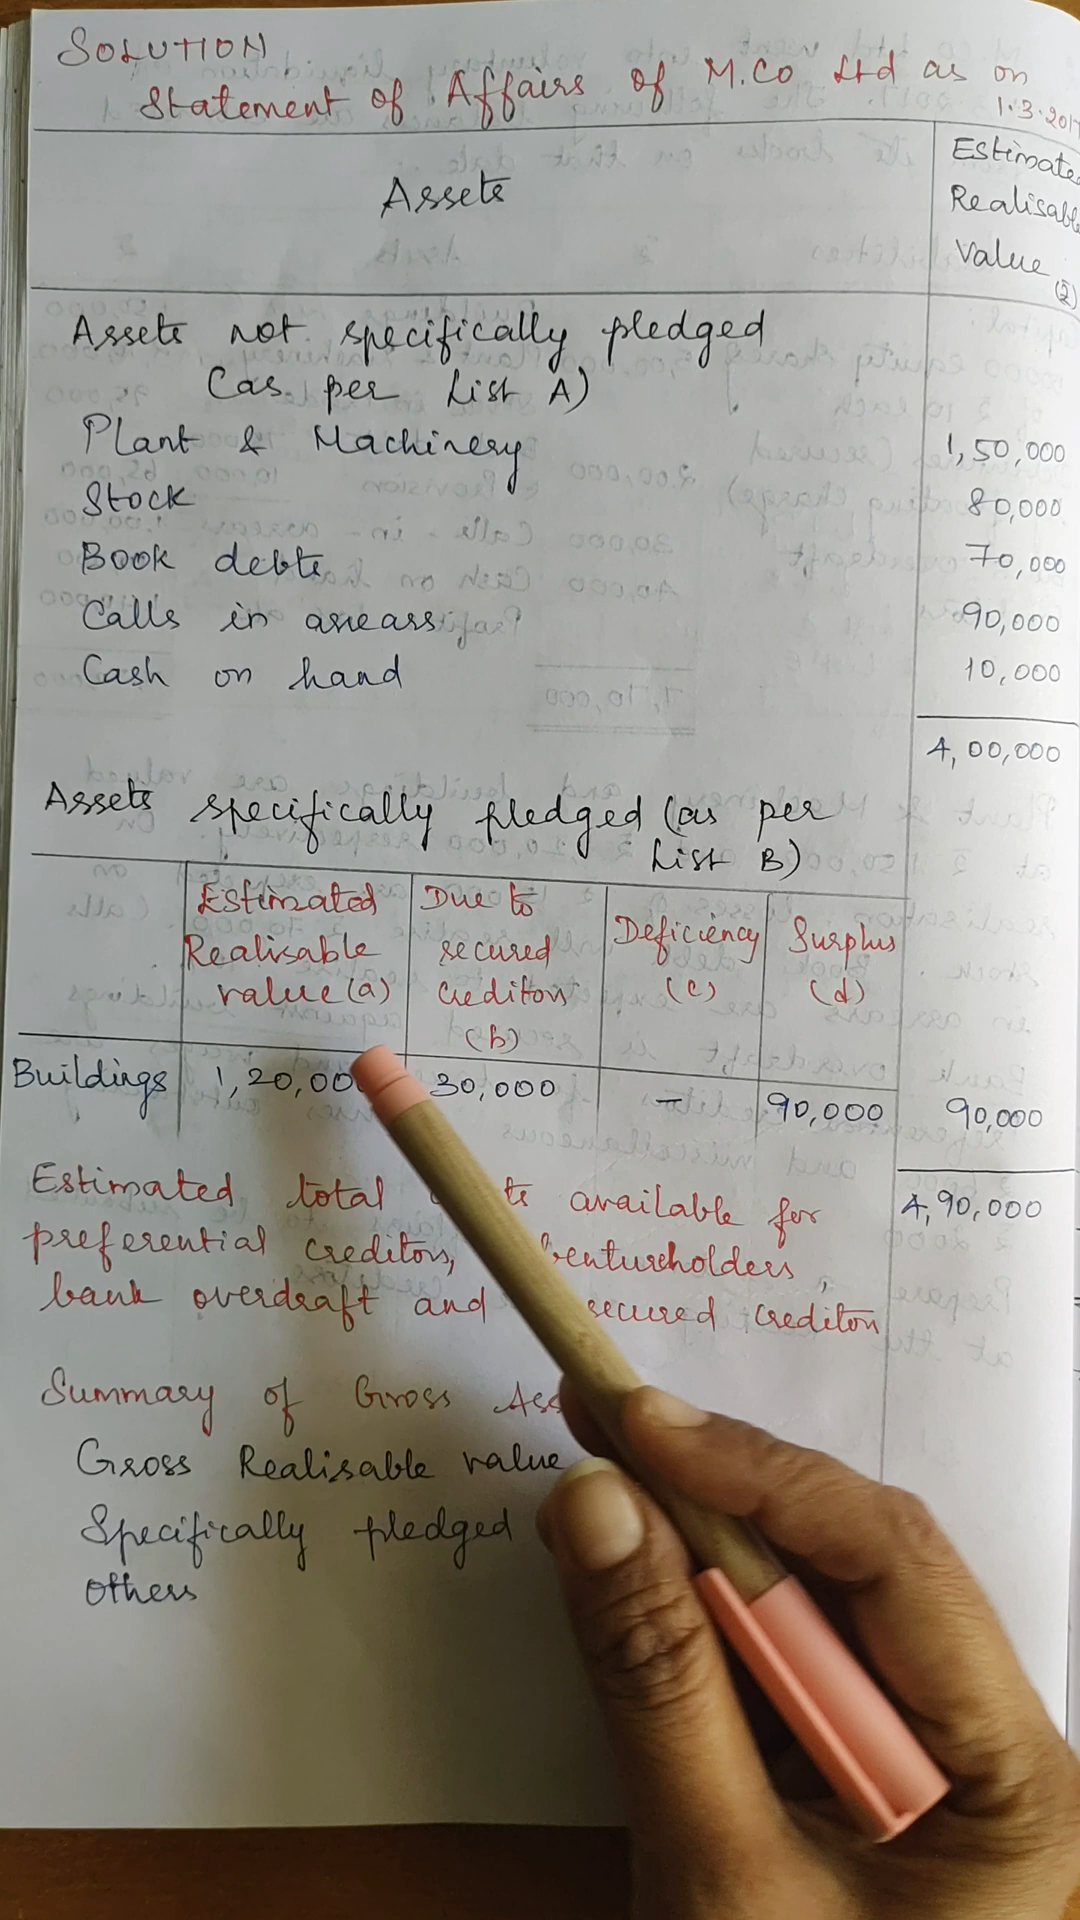 SOLUTION
Statement of Affairs of M.Co Ltd as on
1.3.2017
Assets
Estimated
Realisable
Value
(₹)
Assets not specifically pledged
(as per List A)
Plant & Machinery 1,50,000
Stock 80,000
Book debts 70,000
Calls in arrears 90,000
Cash on hand 10,000
4,00,000
Assets specifically pledged (as per
List B)
Estimated
Realisable
value (a)
Due to
secured
creditors
(b)
Deficiency
(c)
Surplus
(d)
Buildings 1,20,000 30,000 - 90,000 90,000
Estimated total available for 4,90,000
preferential creditors,
bank overdraft and creditors
Summary of Gross
Gross Realisable value
Specifically pledged
Others